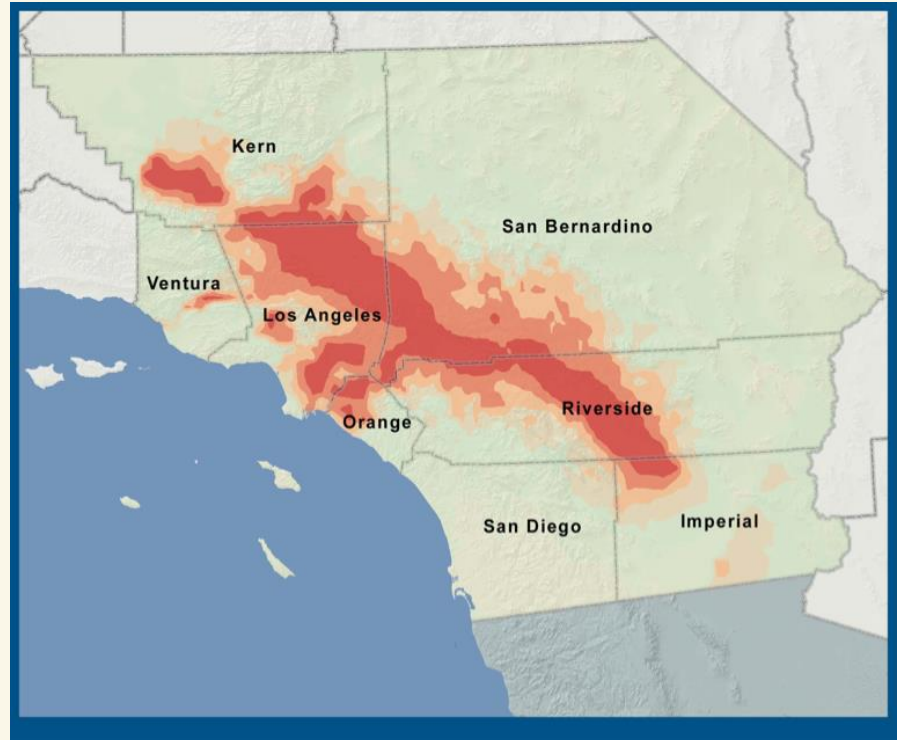 Kern
San Bernardino
Ventura
Los Angeles
Riverside
Orange
San Diego
Imperial